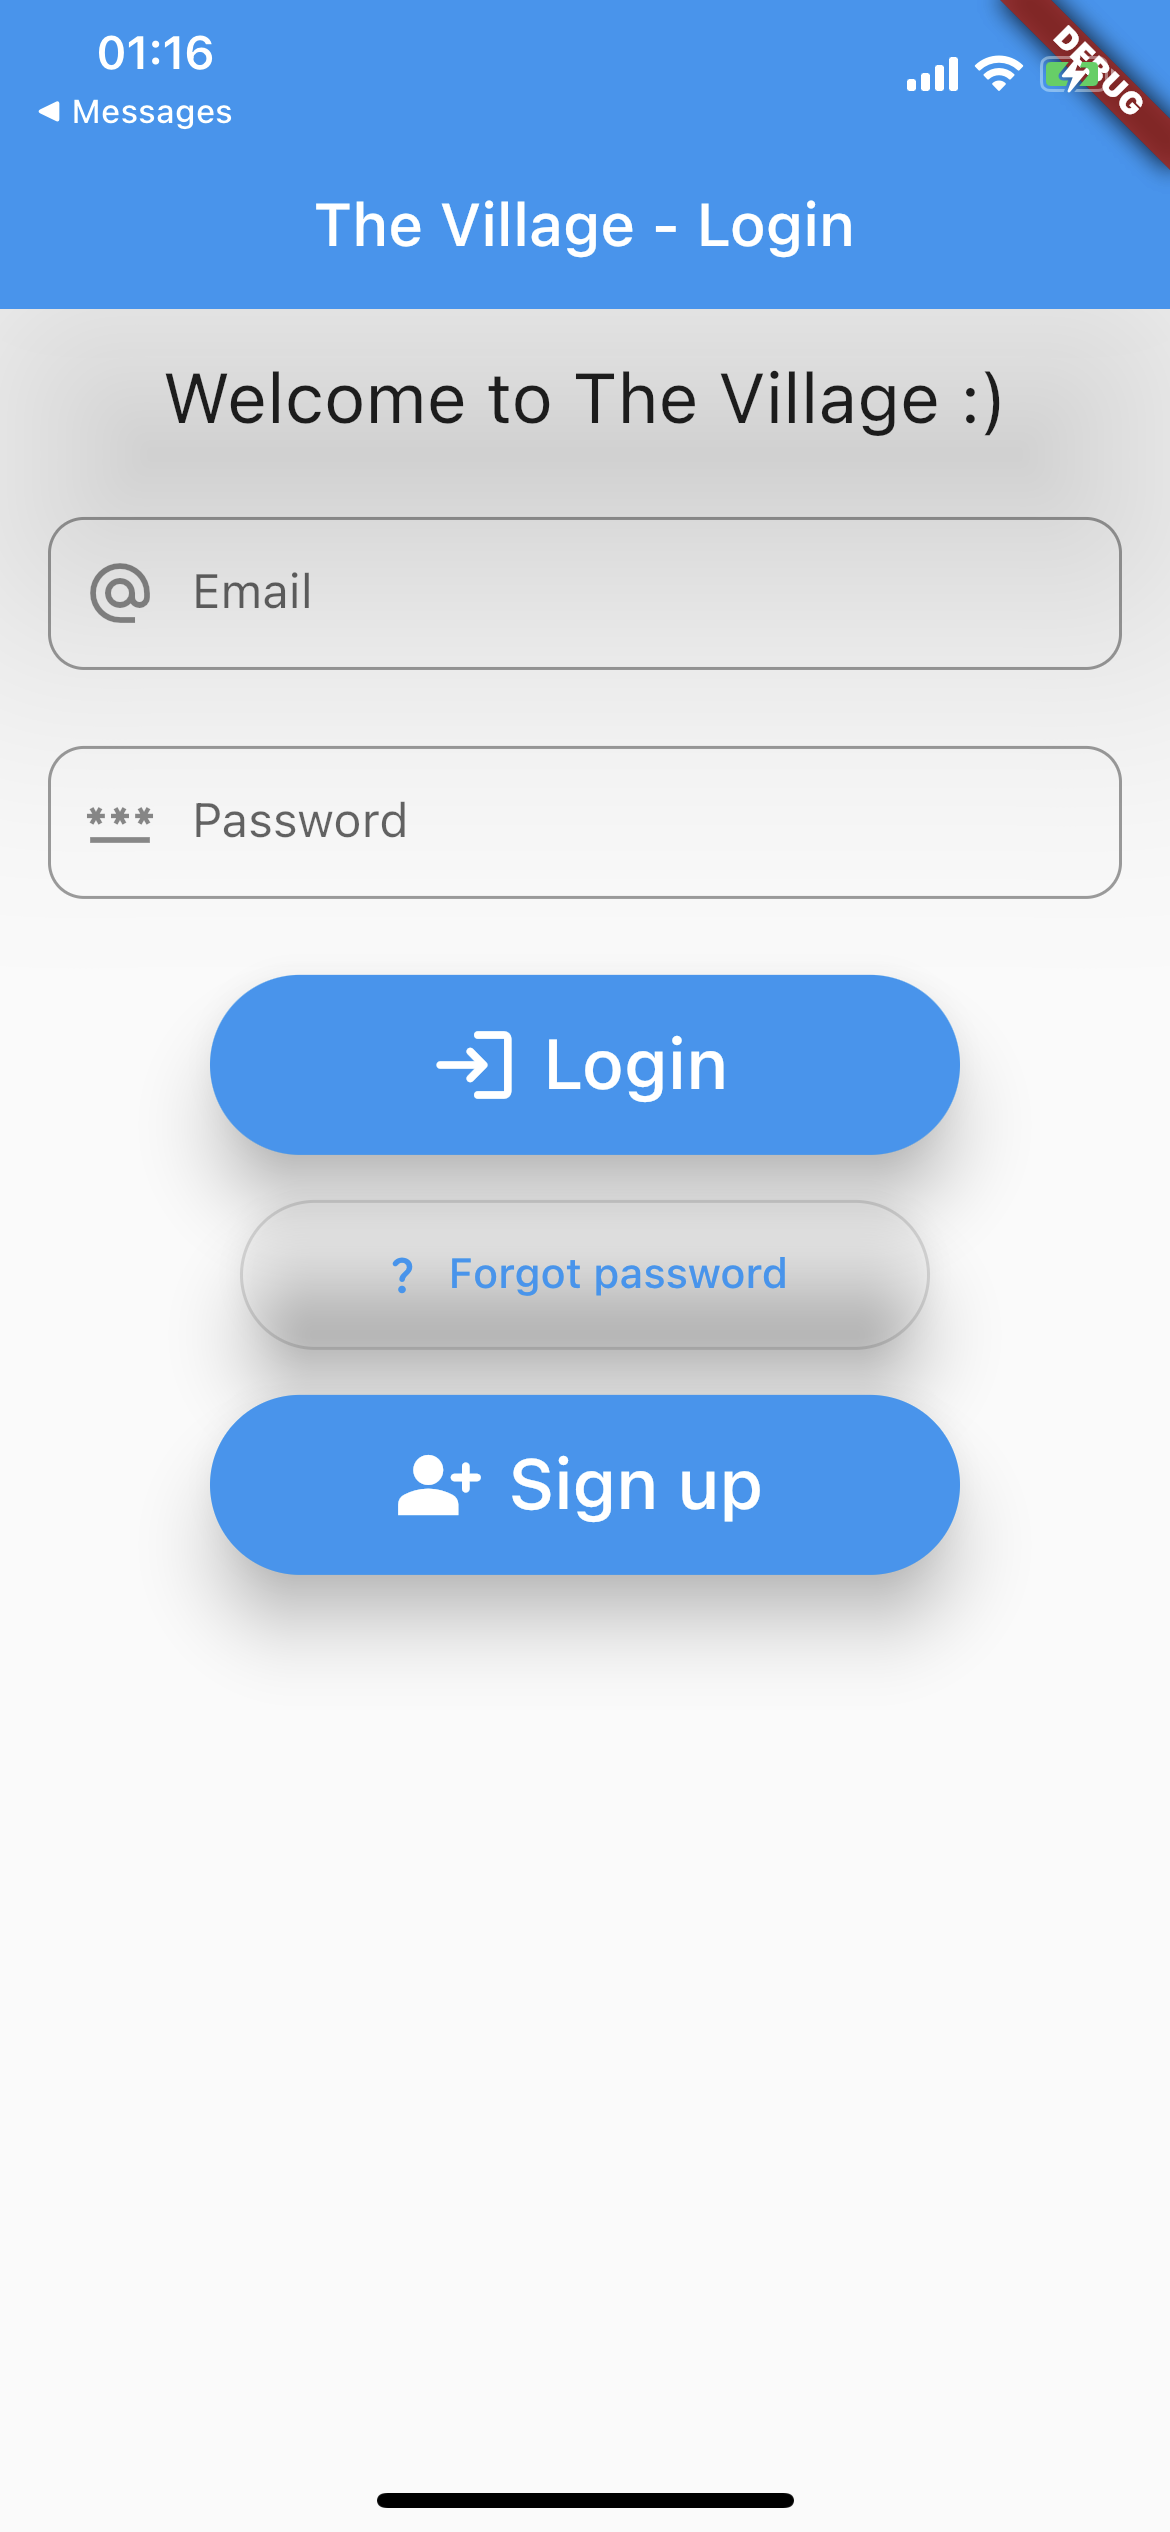 01:16
DEBUG
◀ Messages
The Village - Login
Welcome to The Village :)
Email
*** Password
Login
? Forgot password
Sign up